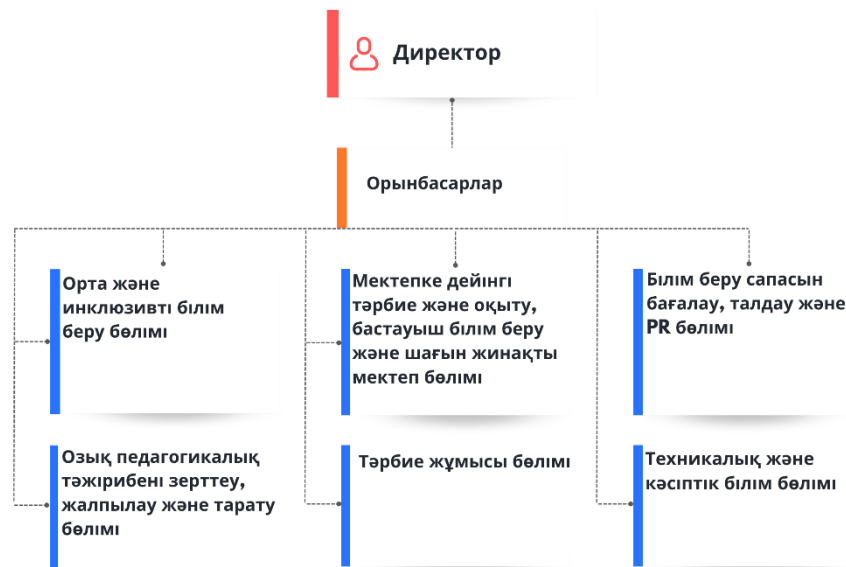 Директор
Орынбасарлар
Орта және
инклюзивті білім
беру бөлімі
Мектепке дейінгі
тәрбие және оқыту,
бастауыш білім беру
және шағын жинақты
мектеп бөлімі
Білім беру сапасын
бағалау, талдау және
PR бөлімі
Озық педагогикалық
тәжірибені зерттеу,
жалпылау және тарату
бөлімі
Тәрбие жұмысы бөлімі
Техникалық және
кәсіптік білім бөлімі